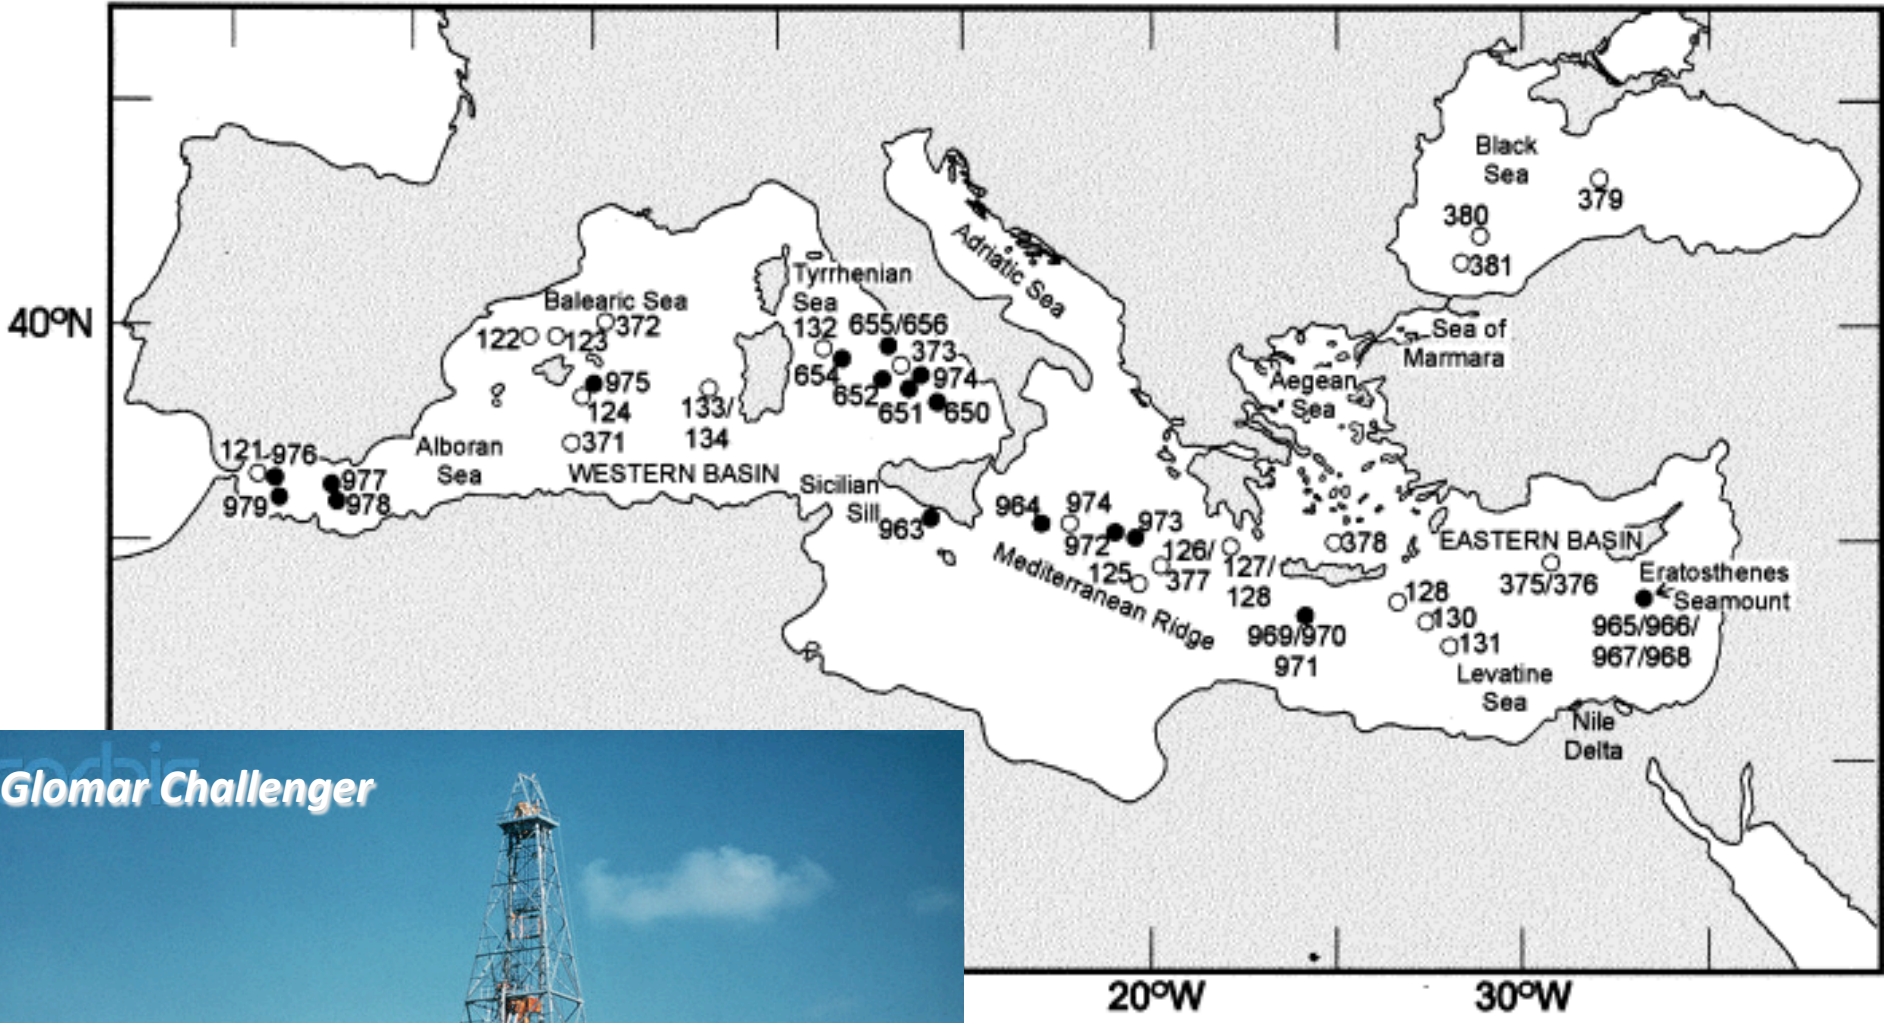 Black
Sea
379
380
381
Adriatic Sea
Tyrrhenian
Sea
Balearic Sea
40ºN
122
123
372
132
655/656
373
Sea of
Marmara
654
652
651
974
650
975
124
133/
134
371
Aegean
Sea
Alboran
Sea
WESTERN BASIN
121
976
979
977
978
Sicilian
Sill
963
964
974
972
973
125
126/
377
127/
128
378
Mediterranean Ridge
EASTERN BASIN
375/376
Eratosthenes
Seamount
128
130
131
969/970
971
965/966/
967/968
Levatine
Sea
Nile
Delta
corbis
Glomar Challenger
20ºW
30ºW